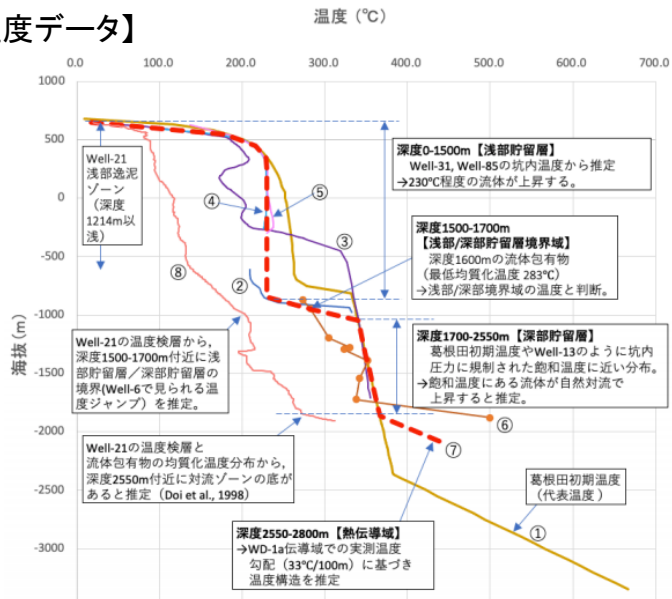 度データ】
温度（℃）
0.0 100.0 200.0 300.0 400.0 500.0 600.0 700.0
1000
500
0
-500
-1000
-1500
-2000
-2500
-3000
海抜(m)
Well-21
浅部逸泥
ゾーン
（深度
1214m以
浅）
深度0-1500m【浅部貯留層】
Well-31, Well-85の坑内温度から推定
→230℃程度の流体が上昇する。
④
⑤
③
②
⑧
深度1500-1700m
【浅部/深部貯留層境界域】
深度1600mの流体包有物
(最低均質化温度 283℃)
→浅部/深部境界域の温度と判断。
Well-21の温度検層から,
深度1500-1700m付近に浅
部貯留層／深部貯留層の
境界(Well-6で見られる温
度ジャンプ）を推定。
深度1700-2550m【深部貯留層】
葛根田初期温度やWell-13のように坑内
圧力に規制された飽和温度に近い分布。
→飽和温度にある流体が自然対流で
上昇すると推定。
⑥
⑦
Well-21の温度検層と
流体包有物の均質化温度分布から,
深度2550m付近に対流ゾーンの底が
あると推定（Doi et al., 1998）
葛根田初期温度
（代表温度 ）
①
深度2550-2800m【熱伝導域】
→WD-1a伝導域での実測温度
勾配（33℃/100m）に基づき
温度構造を推定